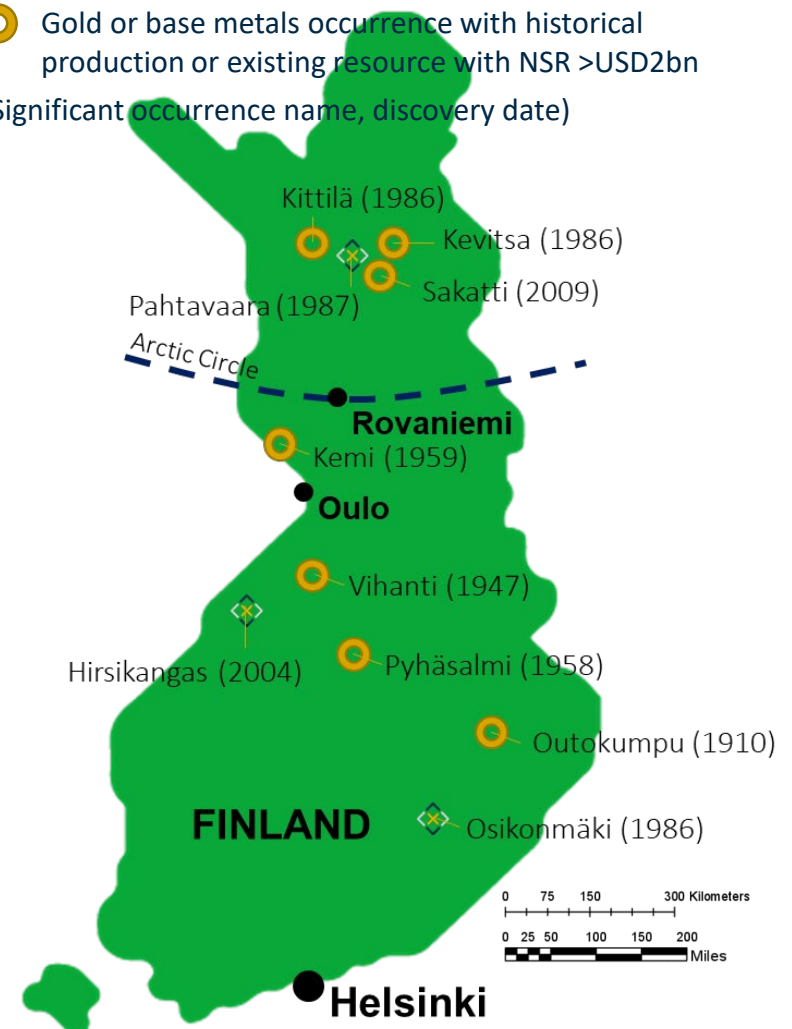 Gold or base metals occurrence with historical
production or existing resource with NSR >USD2bn
Significant occurrence name, discovery date)
Kittilä (1986)
Kevitsa (1986)
Sakatti (2009)
Pahtavaara (1987)
Arctic Circle
Rovaniemi
Kemi (1959)
Oulo
Vihanti (1947)
Hirsikangas (2004)
Pyhäsalmi (1958)
Outokumpu (1910)
FINLAND
Osikonmäki (1986)
0 75 150 300 Kilometers
0 25 50 100 150 200
Miles
Helsinki